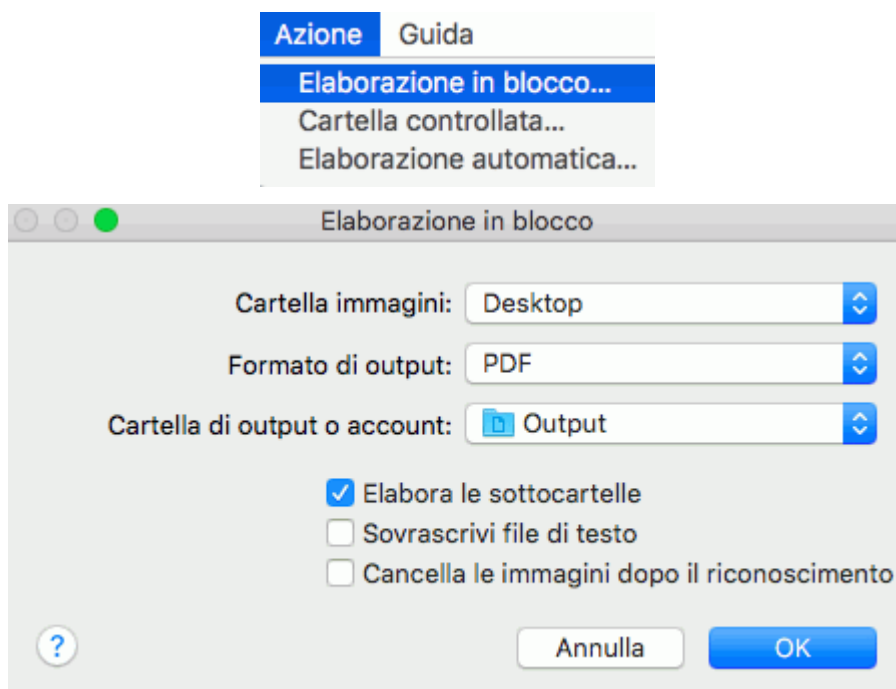 Azione Guida
Elaborazione in blocco...
Cartella controllata...
Elaborazione automatica...
Elaborazione in blocco
Cartella immagini: Desktop
Formato di output: PDF
Cartella di output o account: Output
Elabora le sottocartelle
Sovrascrivi file di testo
Cancella le immagini dopo il riconoscimento
? Annulla OK